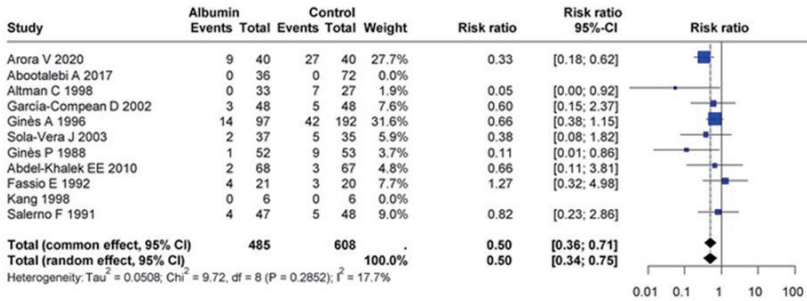 Albumin Control Risk ratio
Study Events Total Events Total Weight Risk ratio 95%-CI Risk ratio
Arora V 2020 9 40 27 40 27.7% 0.33 [0.18; 0.62]
Abootalebi A 2017 0 36 0 72 0.0%
Altman C 1998 0 33 7 27 1.9% 0.05 [0.00; 0.92]
García-Compean D 2002 3 48 5 48 7.6% 0.60 [0.15; 2.37]
Ginès A 1996 14 97 42 192 31.6% 0.66 [0.38; 1.15]
Sola-Vera J 2003 2 37 5 35 5.9% 0.38 [0.08; 1.82]
Ginès P 1988 1 52 9 53 3.7% 0.11 [0.01; 0.86]
Abdel-Khalek EE 2010 2 68 3 67 4.8% 0.66 [0.11; 3.81]
Fassio E 1992 4 21 3 20 7.7% 1.27 [0.32; 4.98]
Kang 1998 0 6 0 6 0.0%
Salerno F 1991 4 47 5 48 9.0% 0.82 [0.23; 2.86]
Total (common effect, 95% CI) 485 608 . 0.50 [0.36; 0.71]
Total (random effect, 95% CI) 100.0% 0.50 [0.34; 0.75]
Heterogeneity: Tau² = 0.0508; Chi² = 9.72, df = 8 (P = 0.2852); I² = 17.7%
0.01 0.1 1 10 100